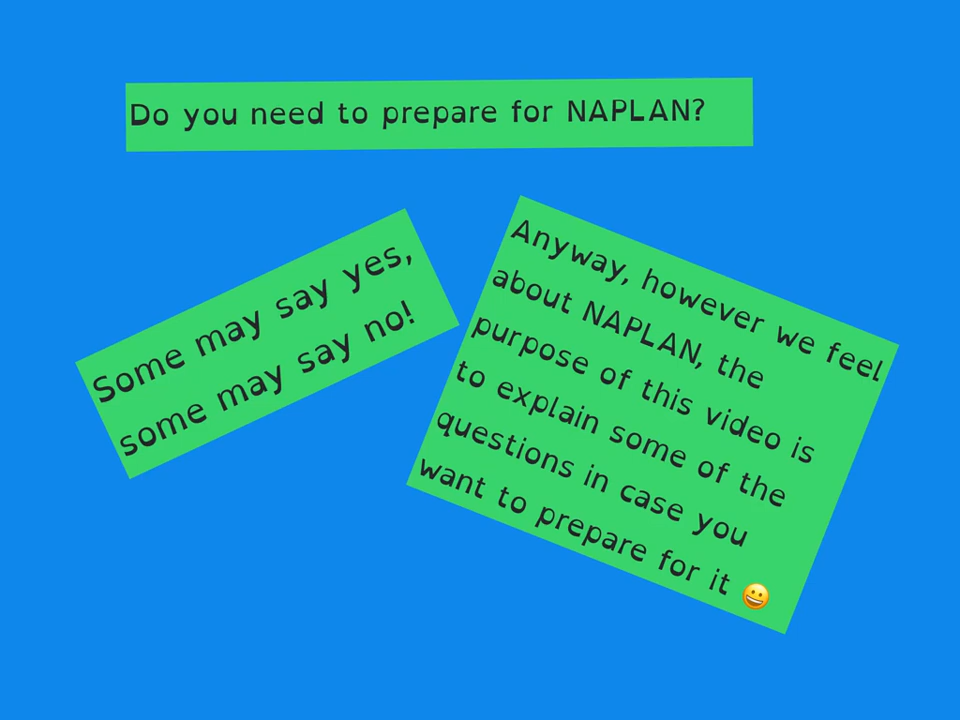 Do you need to prepare for NAPLAN?
Some may say yes,
some may say no!
Anyway, however we feel
about NAPLAN, the
purpose of this video is
to explain some of the
questions in case you
want to prepare for it 😀